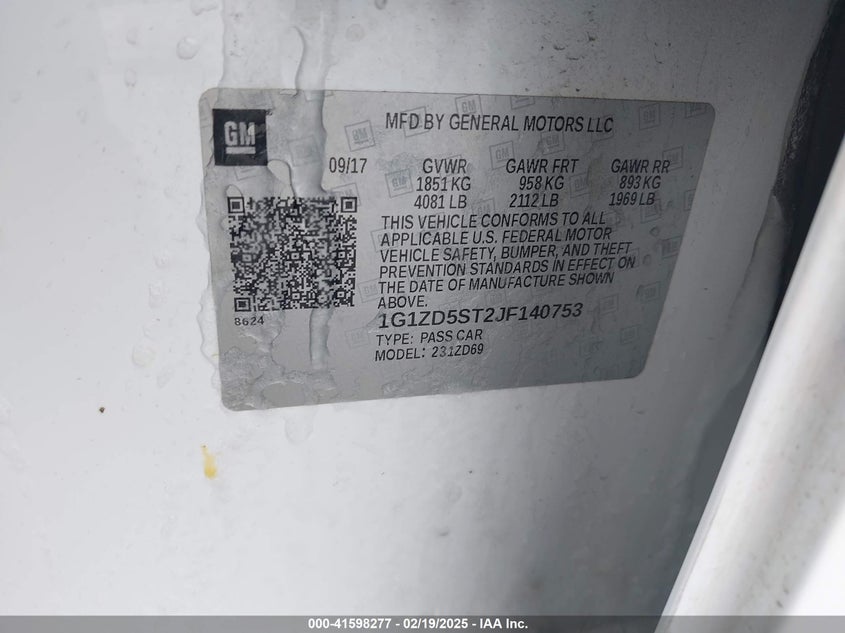 GM
MFD BY GENERAL MOTORS LLC
09/17 GVWR GAWR FRT GAWR RR
1851 KG 958 KG 893 KG
4081 LB 2112 LB 1969 LB
THIS VEHICLE CONFORMS TO ALL
APPLICABLE U.S. FEDERAL MOTOR
VEHICLE SAFETY, BUMPER, AND THEFT
PREVENTION STANDARDS IN EFFECT ON
THE DATE OF MANUFACTURE SHOWN
ABOVE.
8624
1G1ZD5ST2JF140753
TYPE: PASS CAR
MODEL: 231ZD69
000-41598277 - 02/19/2025 - IAA Inc.